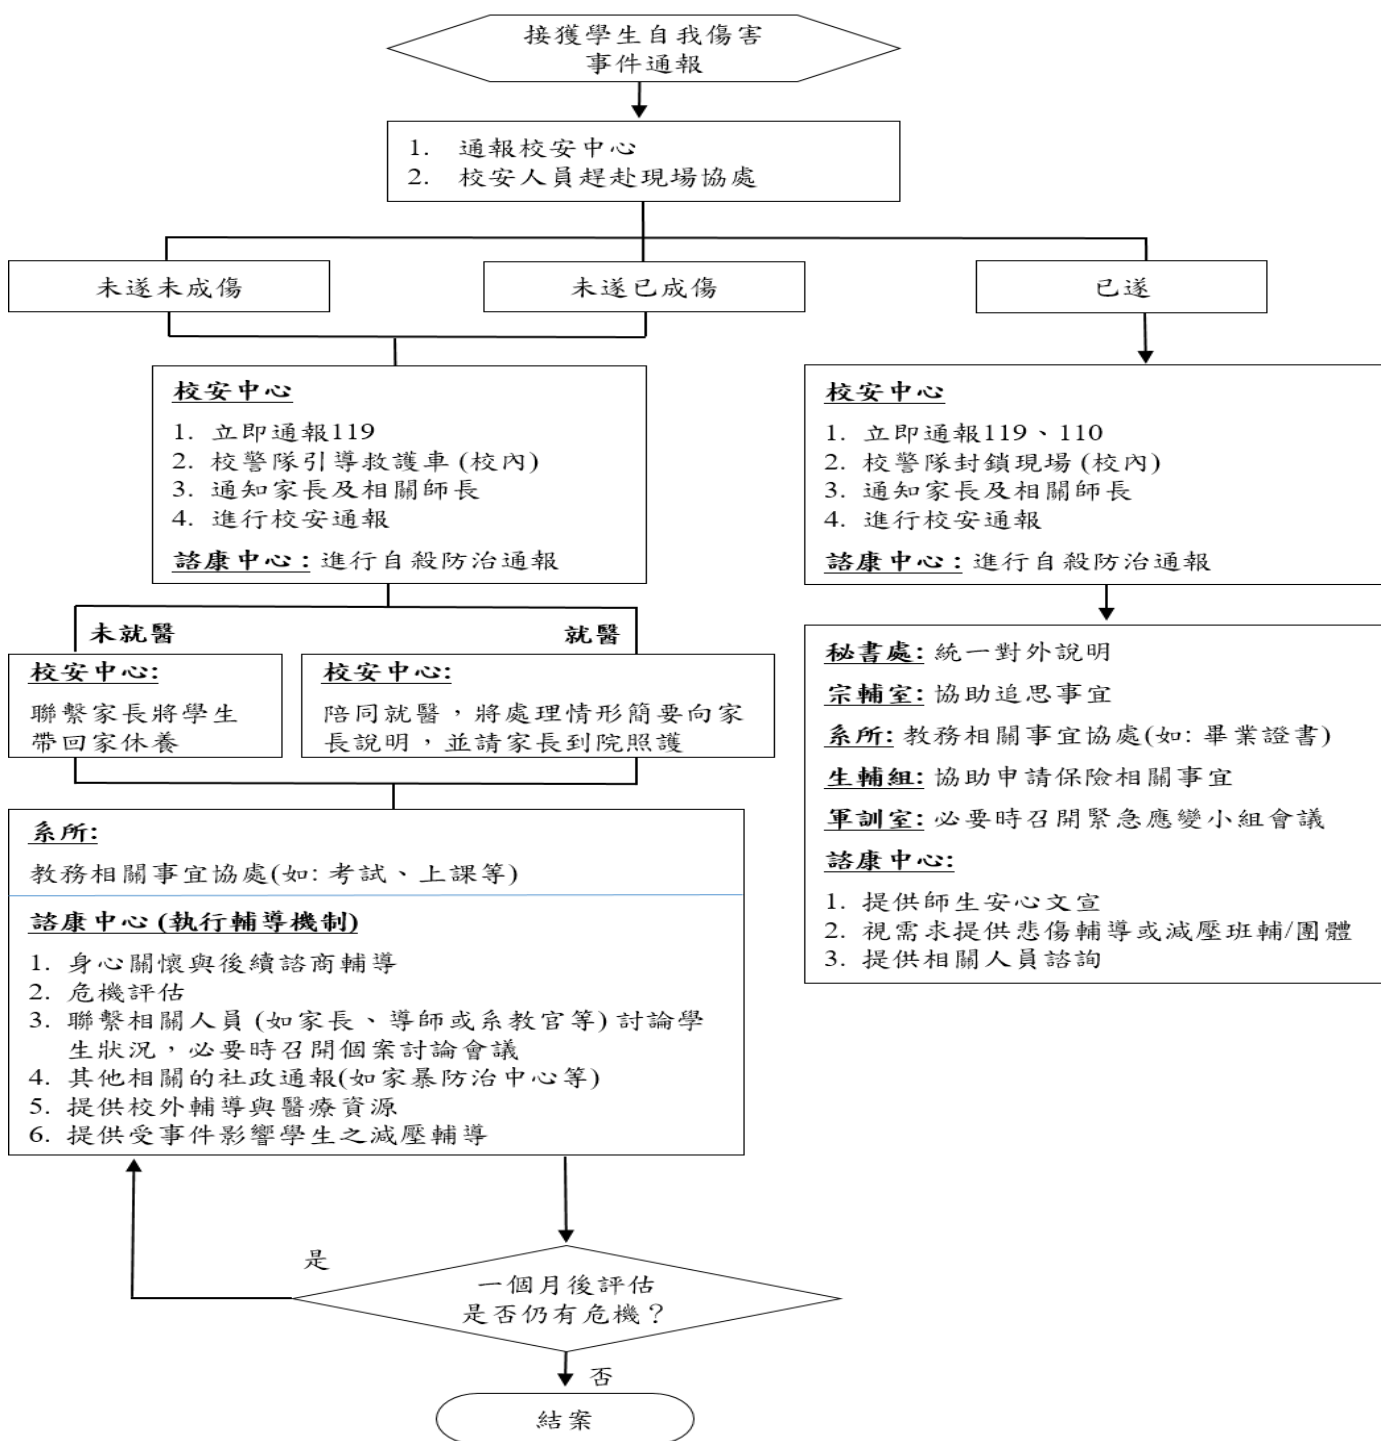 接獲學生自我傷害
事件通報
1. 通報校安中心
2. 校安人員趕赴現場協處
未遂未成傷
未遂已成傷
已遂
校安中心
1. 立即通報119
2. 校警隊引導救護車(校內)
3. 通知家長及相關師長
4. 進行校安通報
諮康中心：進行自殺防治通報
校安中心
1. 立即通報119、110
2. 校警隊封鎖現場(校內)
3. 通知家長及相關師長
4. 進行校安通報
諮康中心：進行自殺防治通報
未就醫
就醫
校安中心:
聯繫家長將學生
帶回家休養
校安中心:
陪同就醫，將處理情形簡要向家
長說明，並請家長到院照護
秘書處: 統一對外說明
宗輔室: 協助追思事宜
系所: 教務相關事宜協處(如: 畢業證書)
生輔組: 協助申請保險相關事宜
軍訓室: 必要時召開緊急應變小組會議
諮康中心:
1. 提供師生安心文宣
2. 視需求提供悲傷輔導或減壓班輔/團體
3. 提供相關人員諮詢
系所:
教務相關事宜協處(如: 考試、上課等)
諮康中心(執行輔導機制)
1. 身心關懷與後續諮商輔導
2. 危機評估
3. 聯繫相關人員(如家長、導師或系教官等)討論學
生狀況，必要時召開個案討論會議
4. 其他相關的社政通報(如家暴防治中心等)
5. 提供校外輔導與醫療資源
6. 提供受事件影響學生之減壓輔導
是
一個月後評估
是否仍有危機？
否
結案